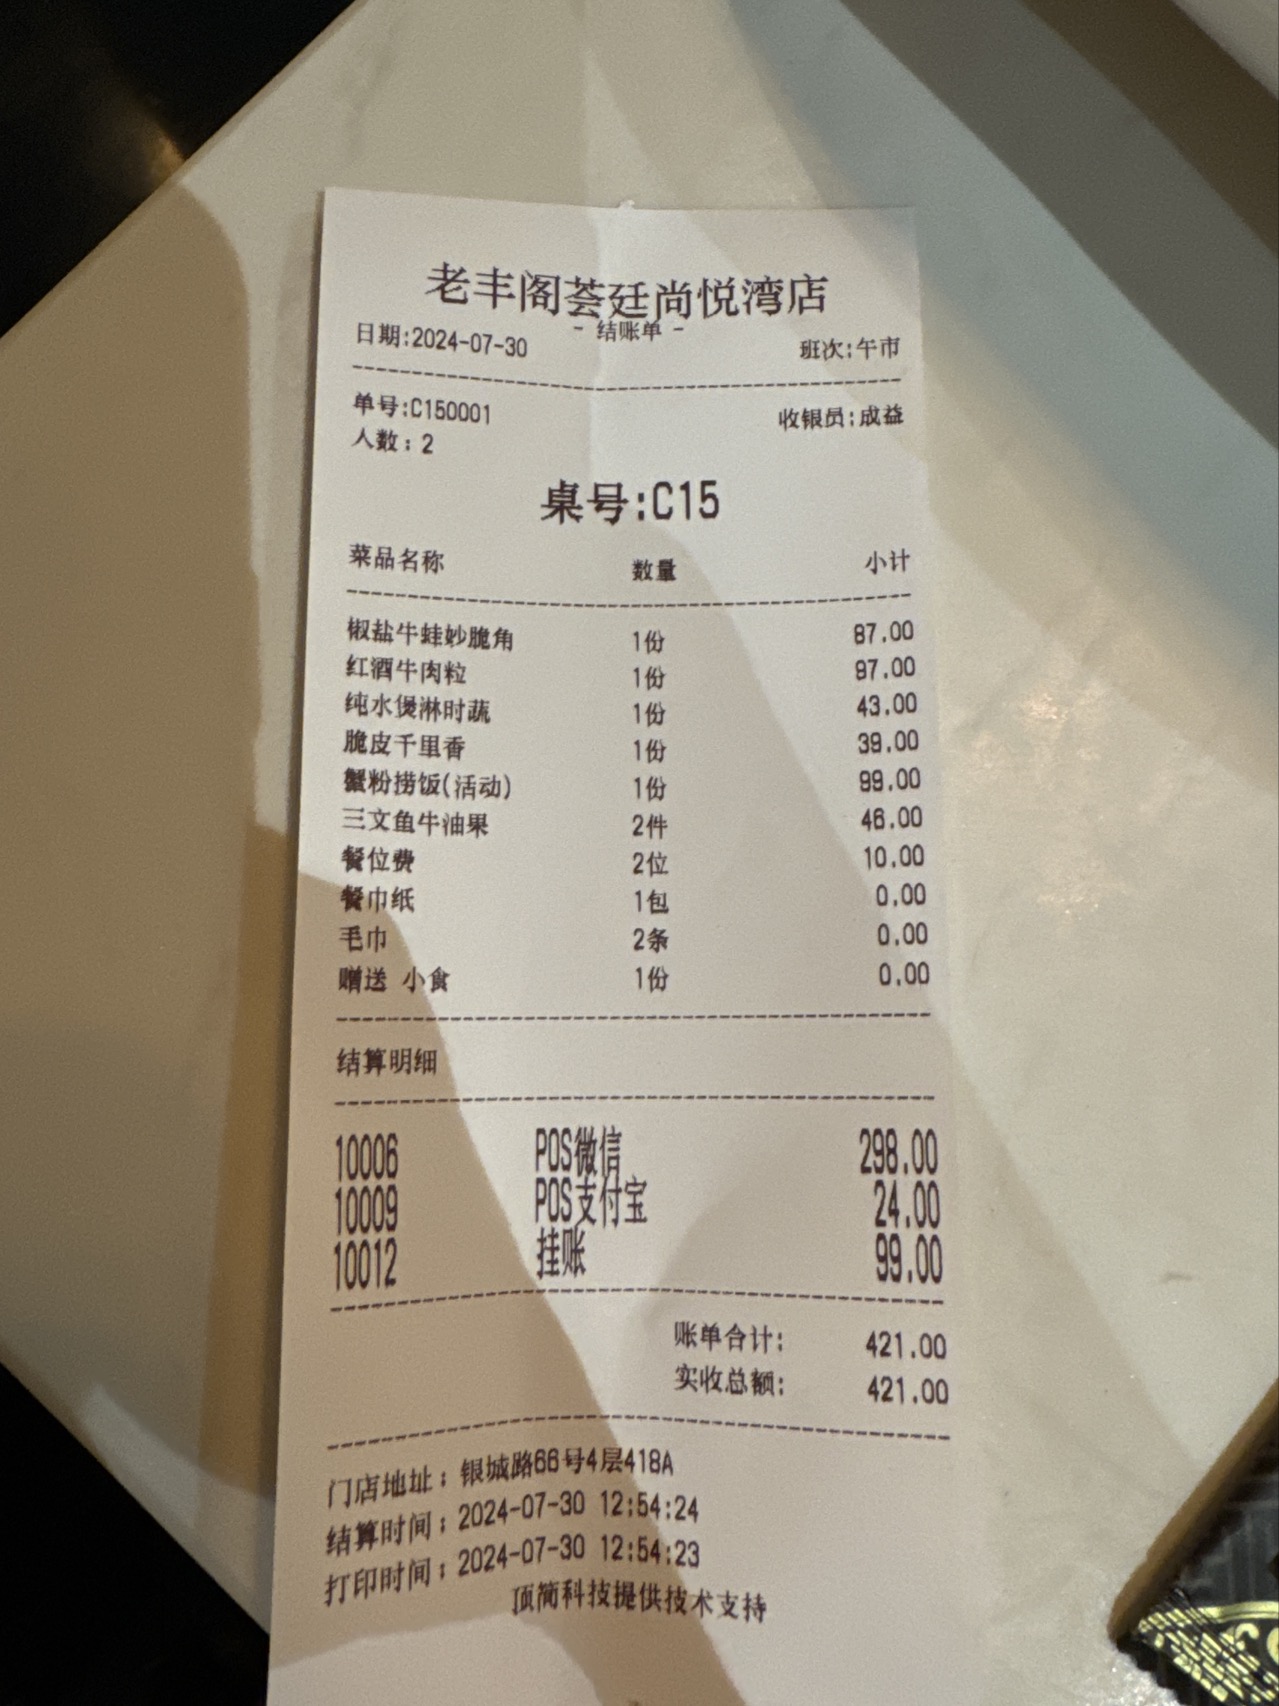 老丰阁荟廷尚悦湾店
- 结账单 -
日期:2024-07-30 班次:午市
单号:C150001 收银员:成益
人数:2
桌号:C15
菜品名称 数量 小计
椒盐牛蛙妙脆角 1份 87.00
红酒牛肉粒 1份 97.00
纯水煲淋时蔬 1份 43.00
脆皮千里香 1份 39.00
蟹粉捞饭(活动) 1份 99.00
三文鱼牛油果 2件 46.00
餐位费 2位 10.00
餐巾纸 1包 0.00
毛巾 2条 0.00
赠送 小食 1份 0.00
结算明细
10006 POS微信 298.00
10009 POS支付宝 24.00
10012 挂账 99.00
账单合计: 421.00
实收总额: 421.00
门店地址:银城路66号4层418A
结算时间:2024-07-30 12:54:24
打印时间:2024-07-30 12:54:23
顶简科技提供技术支持